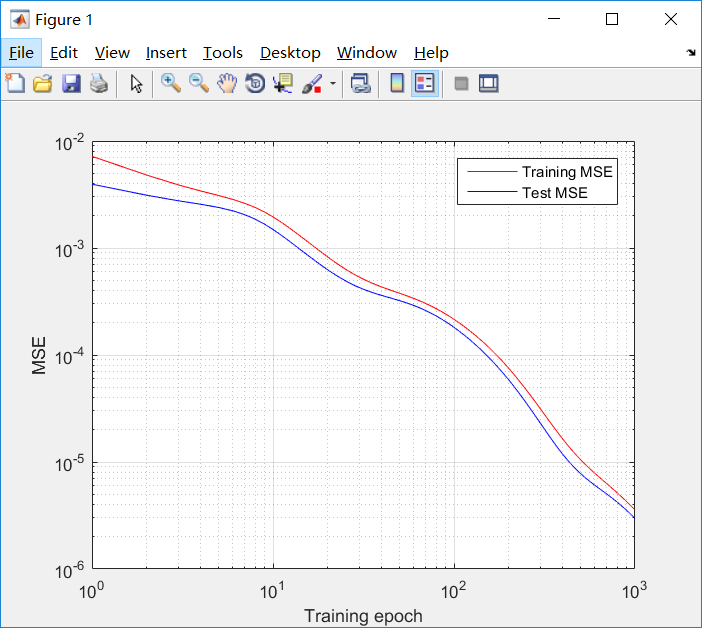 Figure 1
File Edit View Insert Tools Desktop Window Help
Training MSE
Test MSE
10^-2
10^-3
10^-4
10^-5
10^-6
MSE
10^0 10^1 10^2 10^3
Training epoch